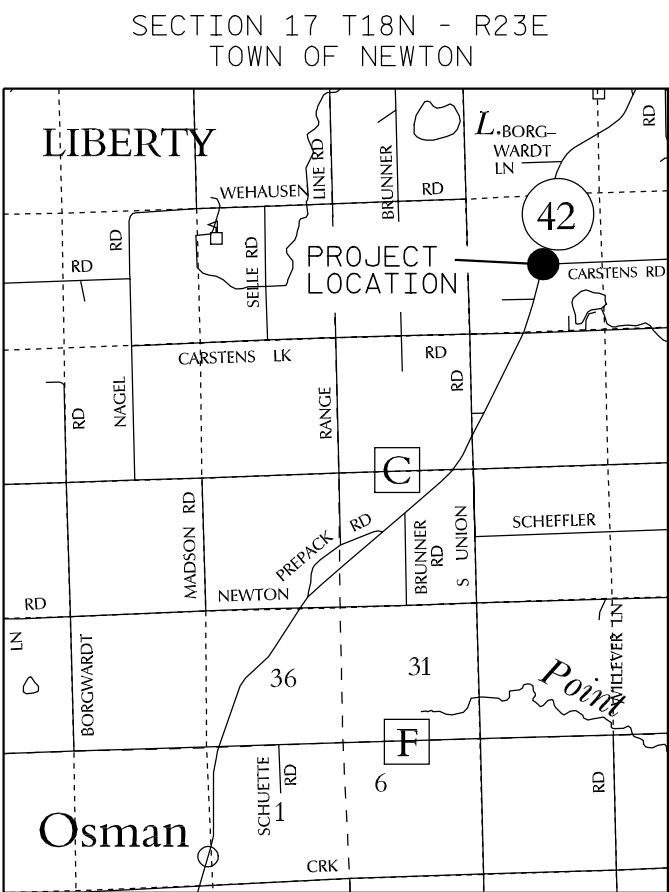 SECTION 17 T18N - R23E
TOWN OF NEWTON
LIBERTY
L.
BORG-
WARDT
LN
RD
WEHAUSEN
LINE RD
BRUNNER
RD
42
RD
RD
SELLE RD
PROJECT
LOCATION
CARSTENS RD
CARSTENS LK
RD
RD
NAGEL
RD
RANGE
C
MADSON RD
PREPACK
RD
BRUNNER
RD
S UNION
SCHEFFLER
NEWTON
RD
LN
BORGWARDT
36
31
Point
WILLEVER LN
F
SCHUETTE
RD
6
1
RD
Osman
CRK